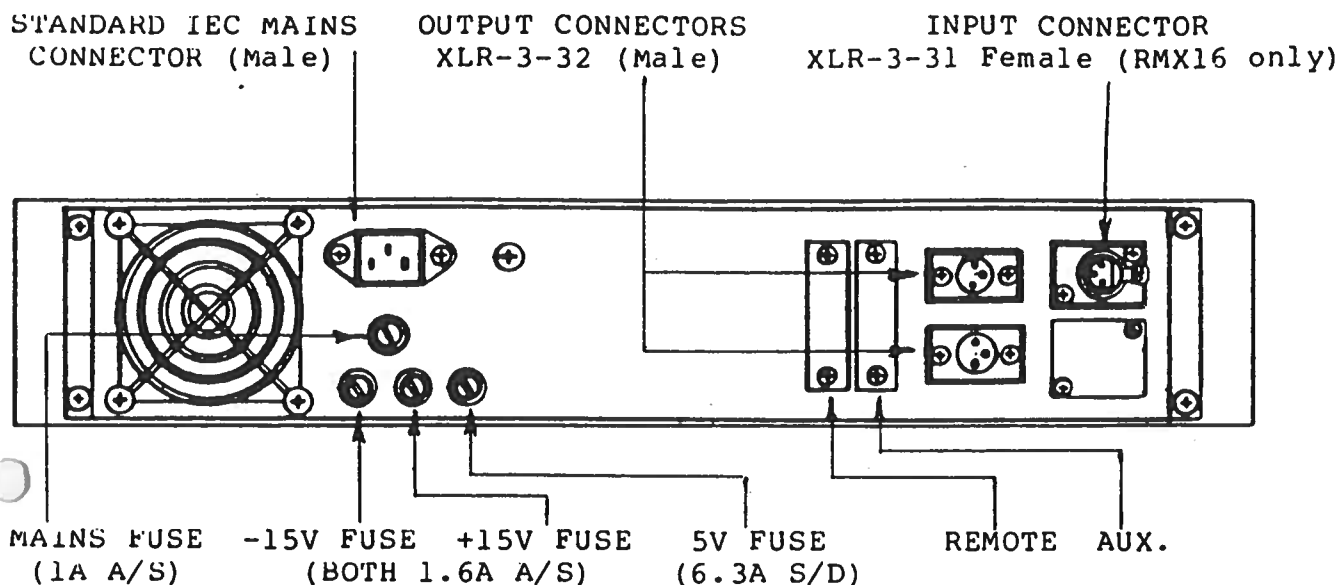 STANDARD IEC MAINS
CONNECTOR (Male)
OUTPUT CONNECTORS
XLR-3-32 (Male)
INPUT CONNECTOR
XLR-3-31 Female (RMX16 only)
MAINS FUSE
(1A A/S)
-15V FUSE
+15V FUSE
(BOTH 1.6A A/S)
5V FUSE
(6.3A S/D)
REMOTE
AUX.